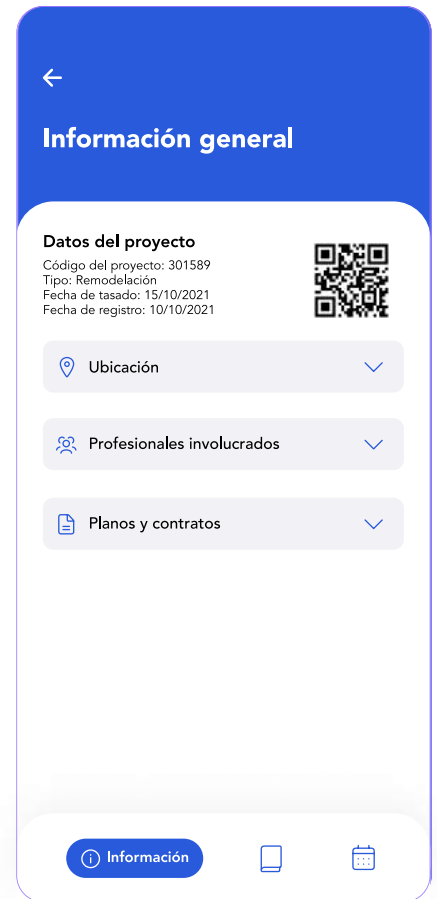 Información general
Datos del proyecto
Código del proyecto: 301589
Tipo: Remodelación
Fecha de tasado: 15/10/2021
Fecha de registro: 10/10/2021
Ubicación
Profesionales involucrados
Planos y contratos
Información